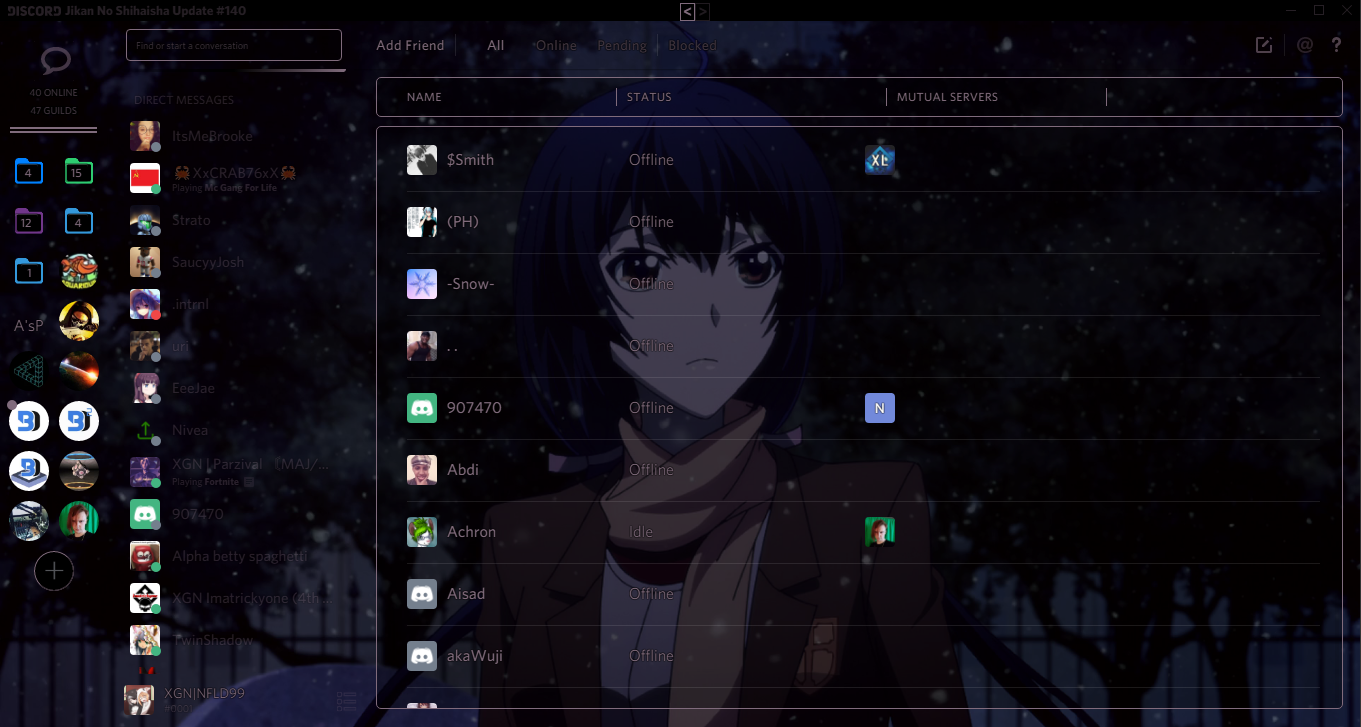 DISCORD Jikan No Shihaisha Update #140
< >
Find or start a conversation
Add Friend All Online Pending Blocked
@ ?
40 ONLINE
47 GUILDS
DIRECT MESSAGES
NAME STATUS MUTUAL SERVERS
4 15
12 4
1
A'sP
ItsMeBrooke
XxCRAB76xX
Playing Mc Gang For Life
Strato
SaucyyJosh
.intrnl
uri
EeeJae
Nivea
XGN | Parzival 〔MAJ/...
Playing Fortnite
907470
Alpha betty spaghetti
XGN Imatrickyone (4th ...
TwinShadow
XGN|NFLD99
#0001
$Smith Offline XL
(PH) Offline
-Snow- Offline
. . Offline
907470 Offline N
Abdi Offline
Achron Idle
Aisad Offline
akaWuji Offline